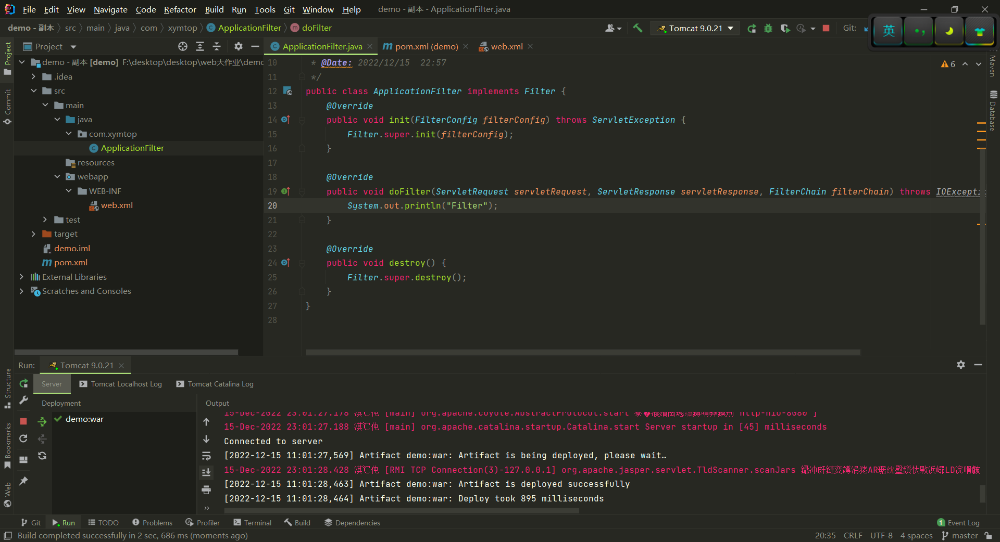 File Edit View Navigate Code Refactor Build Run Tools Git Window Help demo - 副本 - ApplicationFilter.java
demo - 副本 src main java com xymtop ApplicationFilter doFilter Tomcat 9.0.21 Git: 英
Project
ApplicationFilter.java pom.xml (demo) web.xml
demo - 副本 [demo] F:\desktop\desktop\web大作业\demo
.idea
src
main
java
com.xymtop
ApplicationFilter
resources
webapp
WEB-INF
web.xml
test
target
demo.iml
pom.xml
External Libraries
Scratches and Consoles
10 * @Date: 2022/12/15 22:57
11 */
12 public class ApplicationFilter implements Filter {
13 @Override
14 public void init(FilterConfig filterConfig) throws ServletException {
15 Filter.super.init(filterConfig);
16 }
17
18 @Override
19 public void doFilter(ServletRequest servletRequest, ServletResponse servletResponse, FilterChain filterChain) throws IOExcepti
20 System.out.println("Filter");
21 }
22
23 @Override
24 public void destroy() {
25 Filter.super.destroy();
26 }
27 }
28
6
Project
Commit
Structure
Bookmarks
Web
Maven
Database
Run: Tomcat 9.0.21
Server Tomcat Localhost Log Tomcat Catalina Log
Deployment
demo:war
Output
15-Dec-2022 23:01:27.178 淇℃伅 [main] org.apache.coyote.AbstractProtocol.start http-nio-8080 ]
15-Dec-2022 23:01:27.188 淇℃伅 [main] org.apache.catalina.startup.Catalina.start Server startup in [45] milliseconds
Connected to server
[2022-12-15 11:01:27,569] Artifact demo:war: Artifact is being deployed, please wait…
15-Dec-2022 23:01:28.428 淇℃伅 [RMI TCP Connection(3)-127.0.0.1] org.apache.jasper.servlet.TldScanner.scanJars
[2022-12-15 11:01:28,463] Artifact demo:war: Artifact is deployed successfully
[2022-12-15 11:01:28,464] Artifact demo:war: Deploy took 895 milliseconds
Git Run TODO Problems Profiler Terminal Build Dependencies 1 Event Log
Build completed successfully in 2 sec, 686 ms (moments ago) 20:35 CRLF UTF-8 4 spaces master